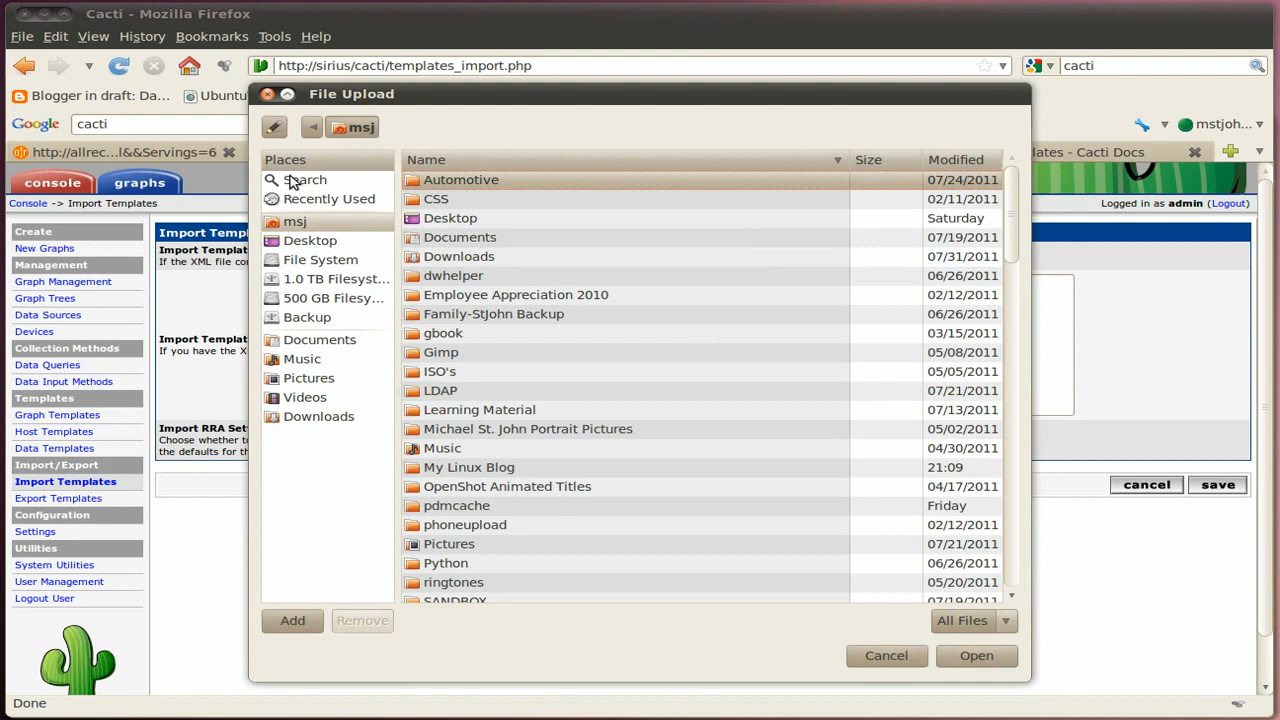 Cacti - Mozilla Firefox
File Edit View History Bookmarks Tools Help
http://sirius/cacti/templates_import.php
cacti
Blogger in draft: Da...
Ubuntu
Google
cacti
mstjoh...
http://allrec...l&&Servings=6
lates - Cacti Docs
console
graphs
Console -> Import Templates
Logged in as admin (Logout)
Create
New Graphs
Management
Graph Management
Graph Trees
Data Sources
Devices
Collection Methods
Data Queries
Data Input Methods
Templates
Graph Templates
Host Templates
Data Templates
Import/Export
Import Templates
Export Templates
Configuration
Settings
Utilities
System Utilities
User Management
Logout User
Import Templ
Import Templat
If the XML file con
Import Templat
If you have the X
Import RRA Set
Choose whether to
the defaults for th
cancel
save
File Upload
msj
Places
Search
Recently Used
msj
Desktop
File System
1.0 TB Filesyst...
500 GB Filesy...
Backup
Documents
Music
Pictures
Videos
Downloads
Name Size Modified
Automotive 07/24/2011
CSS 02/11/2011
Desktop Saturday
Documents 07/19/2011
Downloads 07/31/2011
dwhelper 06/26/2011
Employee Appreciation 2010 02/12/2011
Family-StJohn Backup 06/26/2011
gbook 03/15/2011
Gimp 05/08/2011
ISO's 05/05/2011
LDAP 07/21/2011
Learning Material 07/13/2011
Michael St. John Portrait Pictures 05/02/2011
Music 04/30/2011
My Linux Blog 21:09
OpenShot Animated Titles 04/17/2011
pdmcache Friday
phoneupload 02/12/2011
Pictures 07/21/2011
Python 06/26/2011
ringtones 05/20/2011
SANDBOX 07/19/2011
Add
Remove
All Files
Cancel
Open
Done